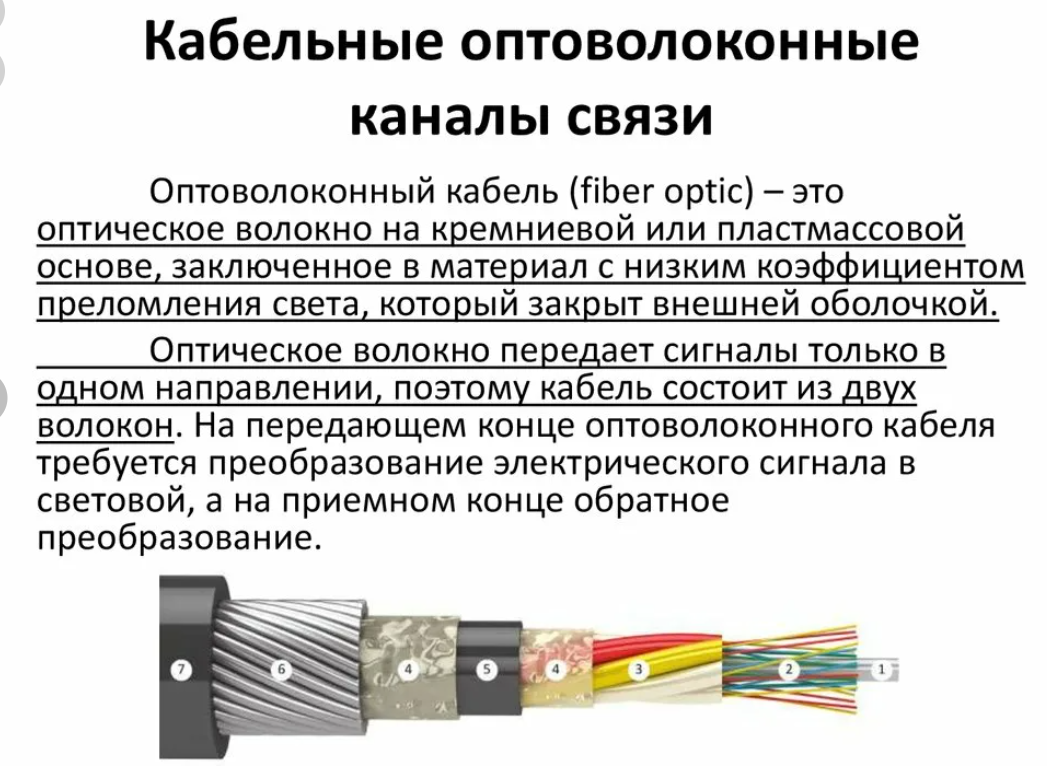 Кабельные оптоволоконные
каналы связи
Оптоволоконный кабель (fiber optic) – это
оптическое волокно на кремниевой или пластмассовой
основе, заключенное в материал с низким коэффициентом
преломления света, который закрыт внешней оболочкой.
Оптическое волокно передает сигналы только в
одном направлении, поэтому кабель состоит из двух
волокон. На передающем конце оптоволоконного кабеля
требуется преобразование электрического сигнала в
световой, а на приемном конце обратное
преобразование.
7 6 4 5 4 3 2 1